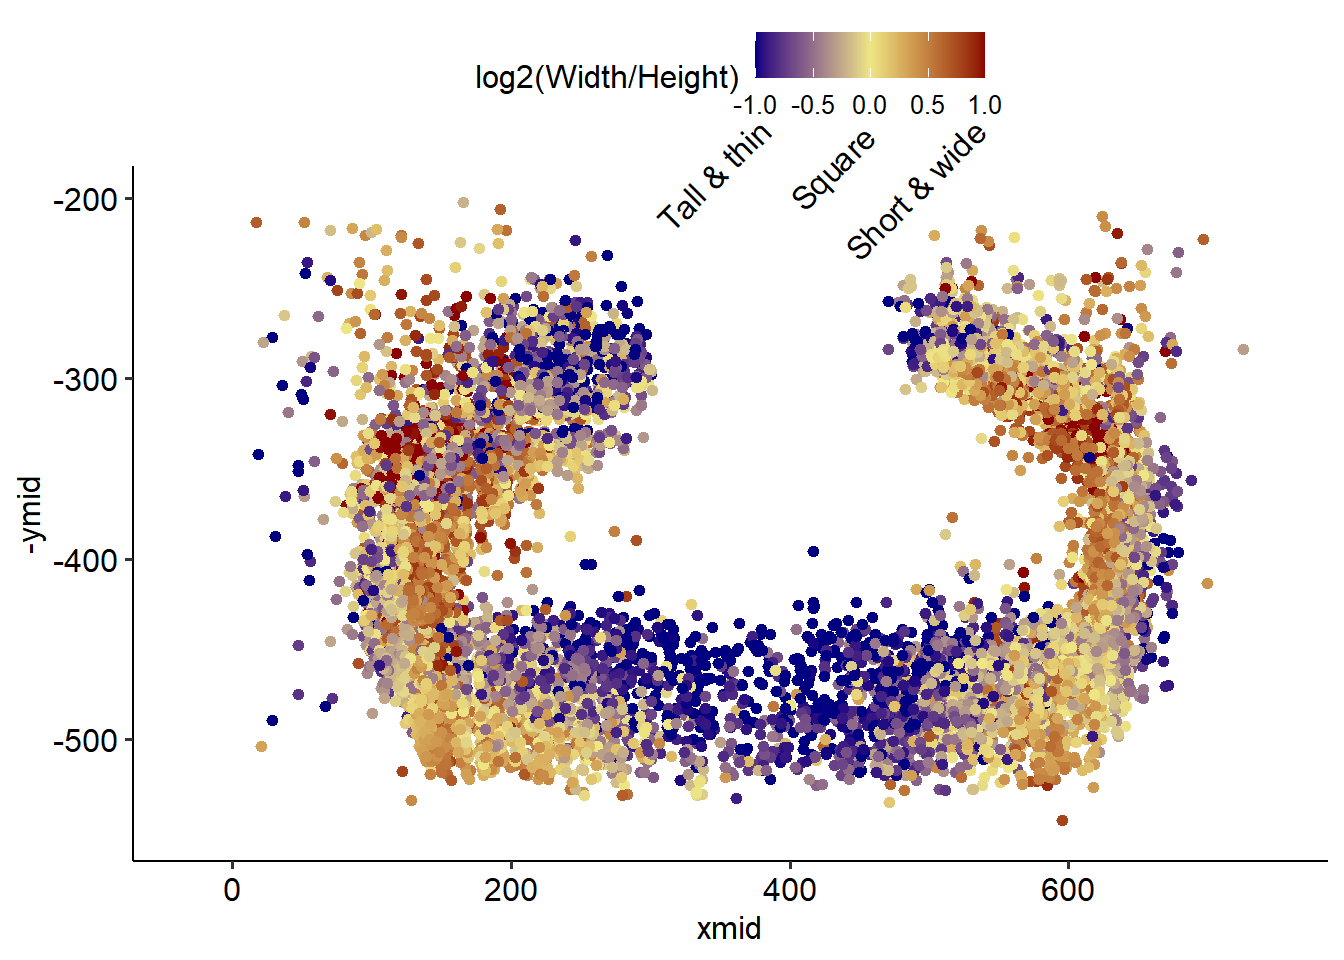 log2(Width/Height)
-1.0 -0.5 0.0 0.5 1.0
Tall & thin
Square
Short & wide
-200
-300
-400
-500
-ymid
0 200 400 600
xmid